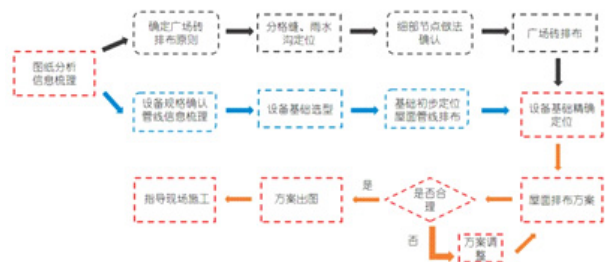 图纸分析
信息梳理
确定广场砖
排布原则
分格缝、雨水
沟定位
细部节点做法
确认
广场砖排布
设备规格确认
管线信息梳理
设备基础选型
基础初步定位
屋面管线排布
设备基础精确
定位
指导现场施工
方案出图
是
是否合
理
屋面排布方案
否
方案调
整